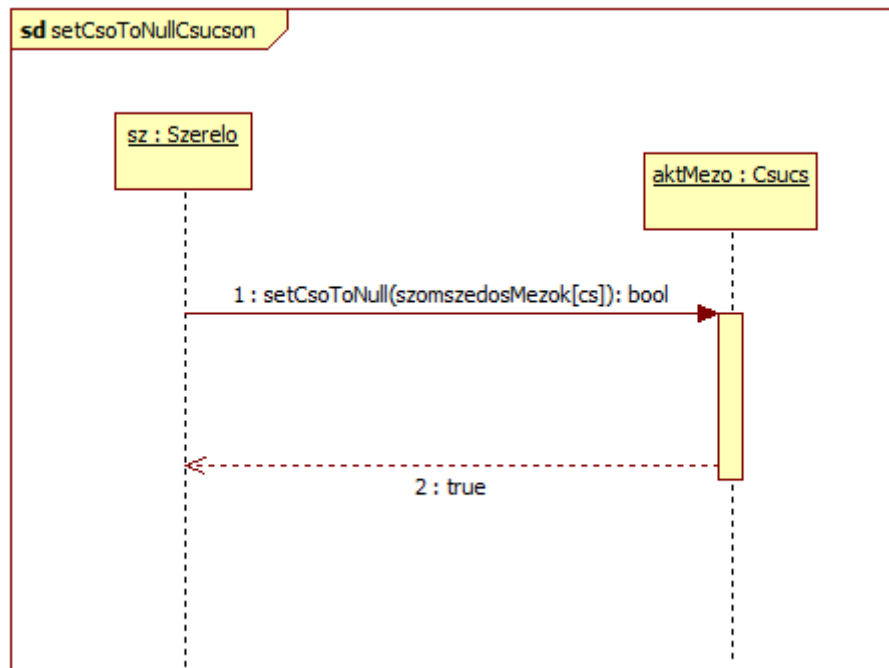 sd setCsoToNullCsucson
sz : Szerelo
aktMezo : Csucs
1 : setCsoToNull(szomszedosMezok[cs]): bool
2 : true